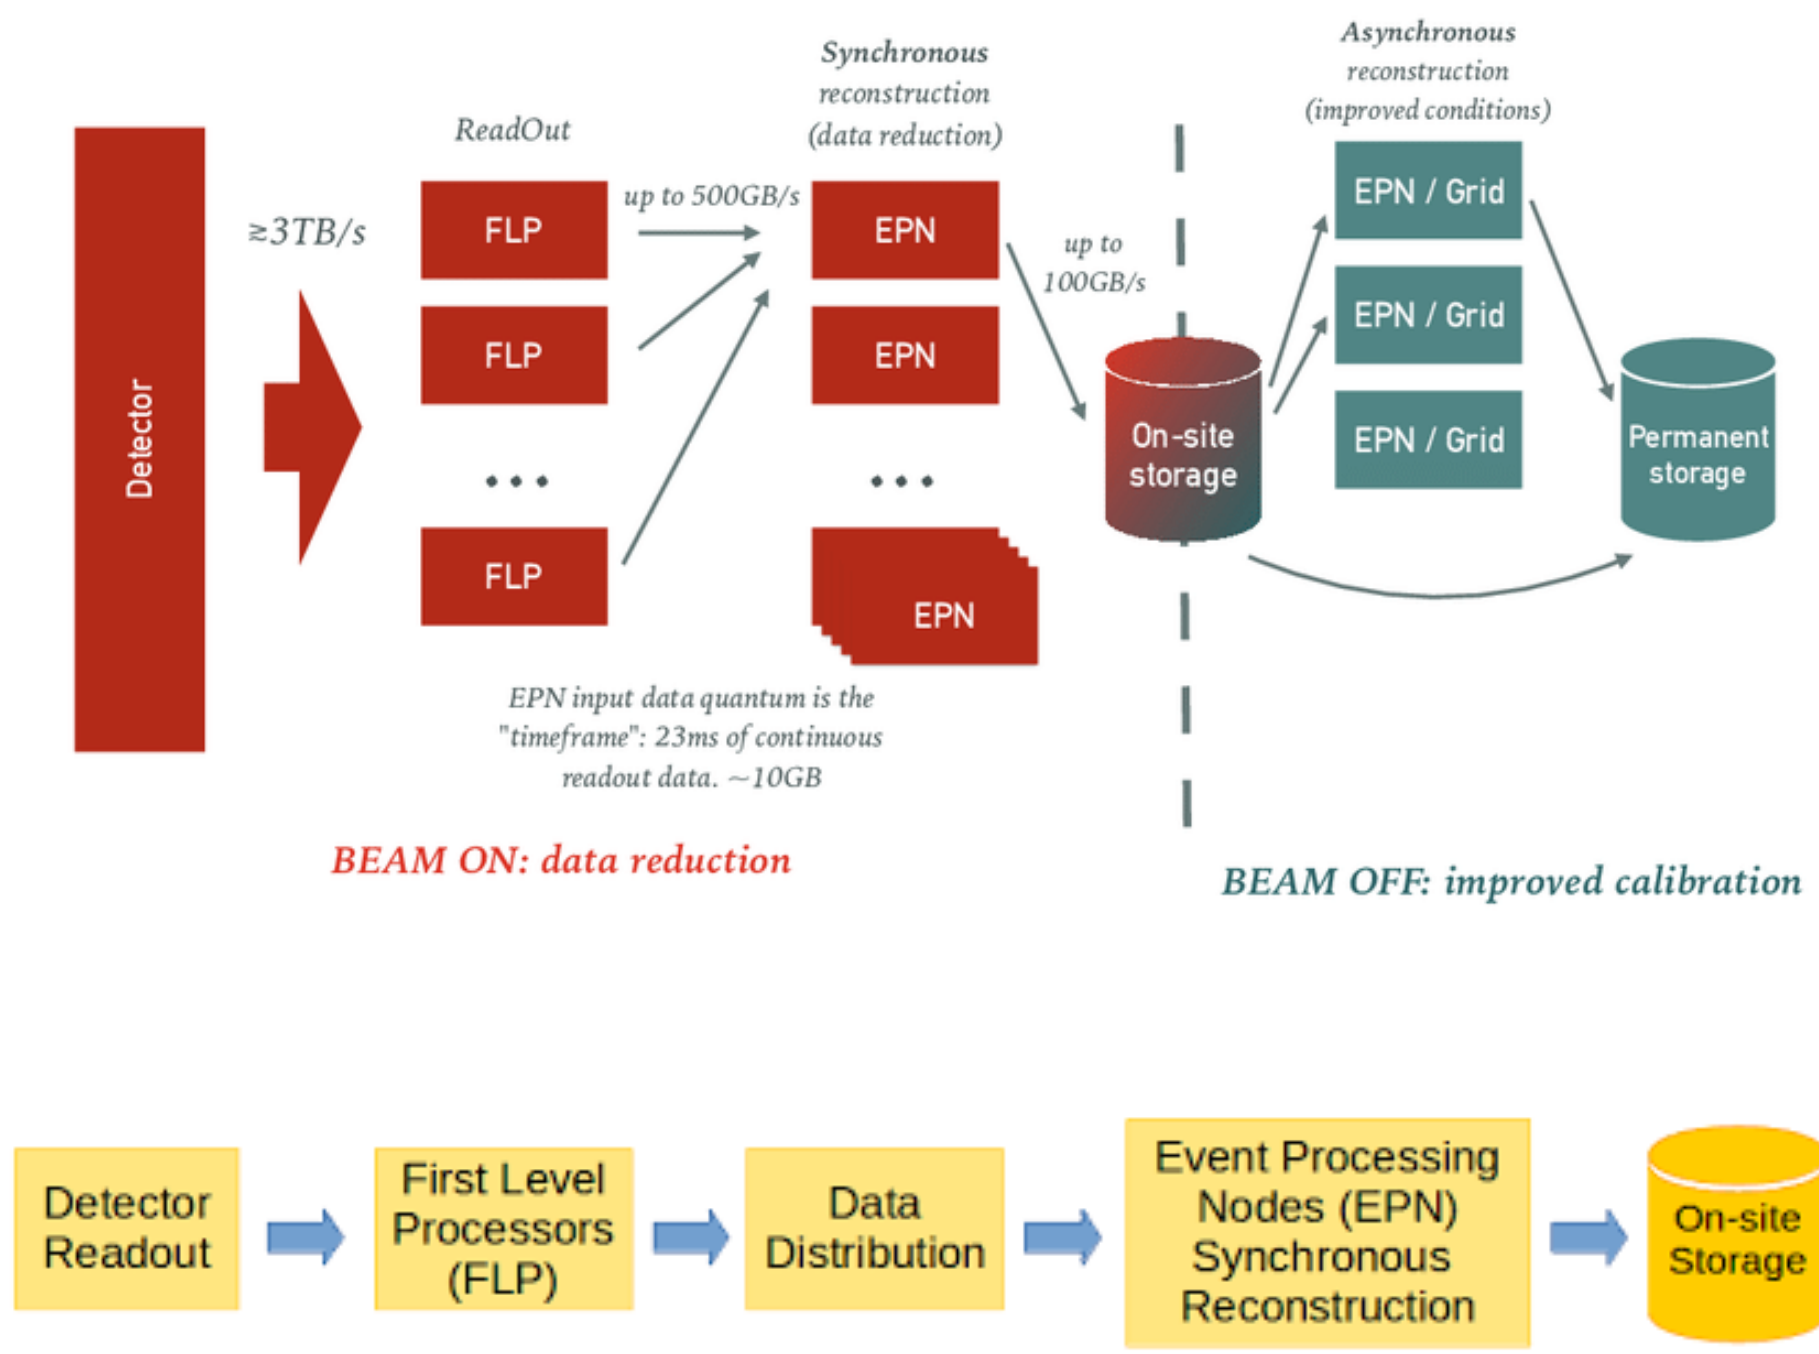 Synchronous
reconstruction
(data reduction)
Asynchronous
reconstruction
(improved conditions)
ReadOut
Detector
≳3TB/s
FLP
up to 500GB/s
EPN
up to
100GB/s
EPN / Grid
FLP
EPN
EPN / Grid
EPN / Grid
On-site
storage
Permanent
storage
• • •
• • •
FLP
EPN
EPN input data quantum is the
"timeframe": 23ms of continuous
readout data. ~10GB
BEAM ON: data reduction
BEAM OFF: improved calibration
Detector
Readout
First Level
Processors
(FLP)
Data
Distribution
Event Processing
Nodes (EPN)
Synchronous
Reconstruction
On-site
Storage